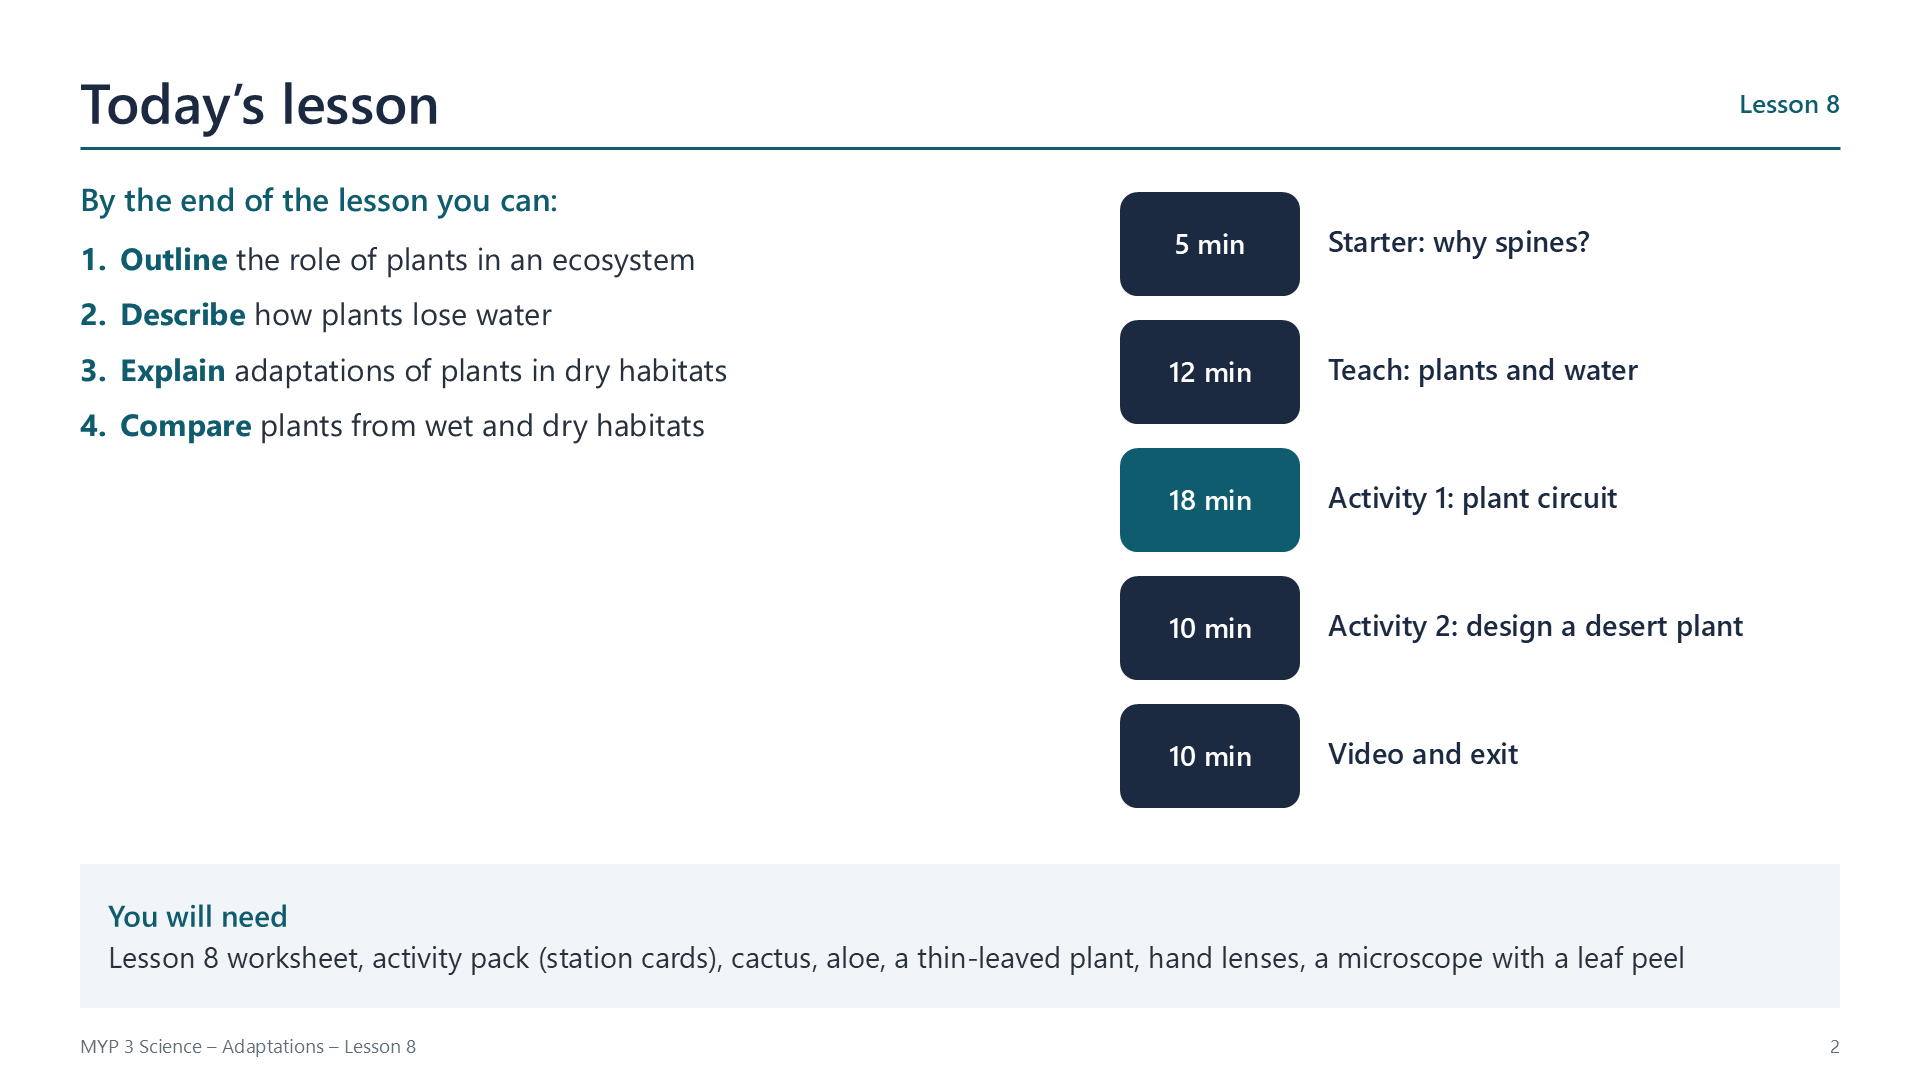 Today’s lesson
Lesson 8
By the end of the lesson you can:
1. Outline the role of plants in an ecosystem
2. Describe how plants lose water
3. Explain adaptations of plants in dry habitats
4. Compare plants from wet and dry habitats
5 min Starter: why spines?
12 min Teach: plants and water
18 min Activity 1: plant circuit
10 min Activity 2: design a desert plant
10 min Video and exit
You will need
Lesson 8 worksheet, activity pack (station cards), cactus, aloe, a thin-leaved plant, hand lenses, a microscope with a leaf peel
MYP 3 Science – Adaptations – Lesson 8
2